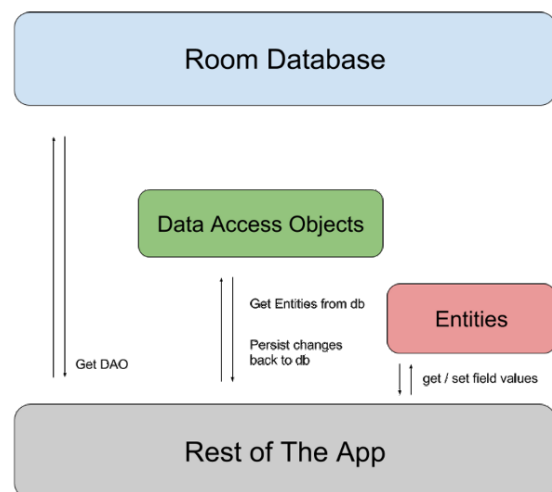 Room Database
Data Access Objects
Get Entities from db
Persist changes
back to db
Entities
Get DAO
get / set field values
Rest of The App